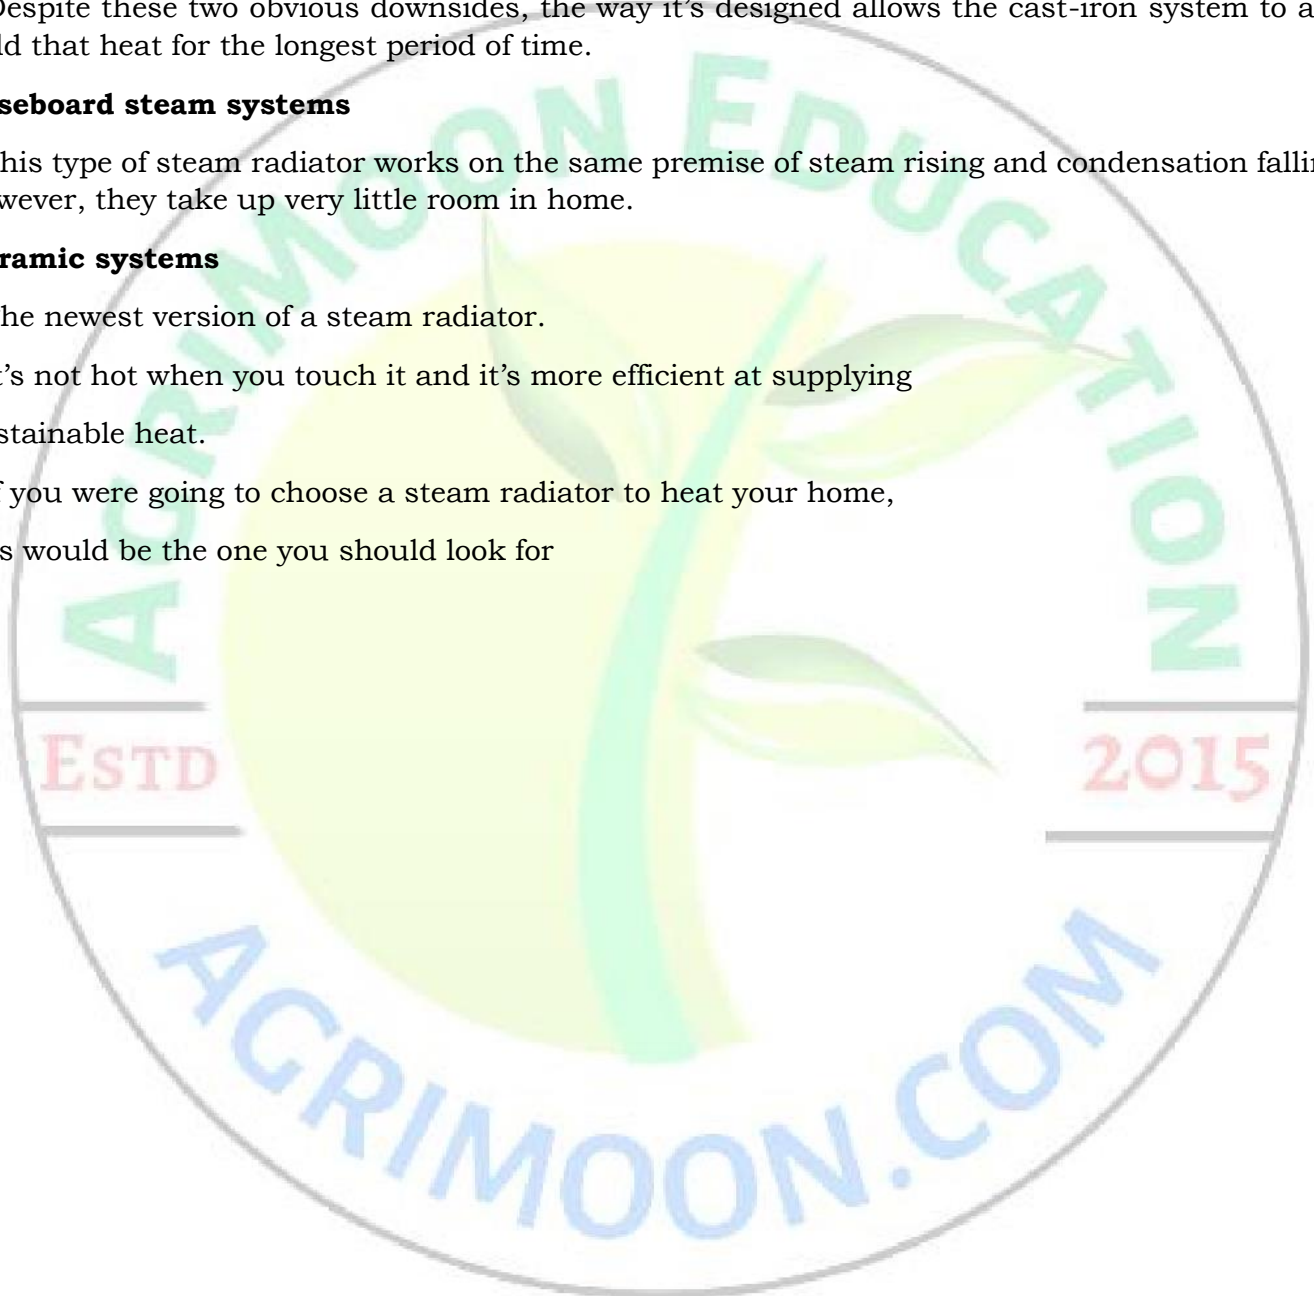 Despite these two obvious downsides, the way it's designed allows the cast-iron system to a
ld that heat for the longest period of time.
seboard steam systems
his type of steam radiator works on the same premise of steam rising and condensation fallin
wever, they take up very little room in home.
ramic systems
he newest version of a steam radiator.
t's not hot when you touch it and it's more efficient at supplying
stainable heat.
f you were going to choose a steam radiator to heat your home,
s would be the one you should look for
AGRIMOON EDUCATION
ESTD
2015
AGRIMOON.COM